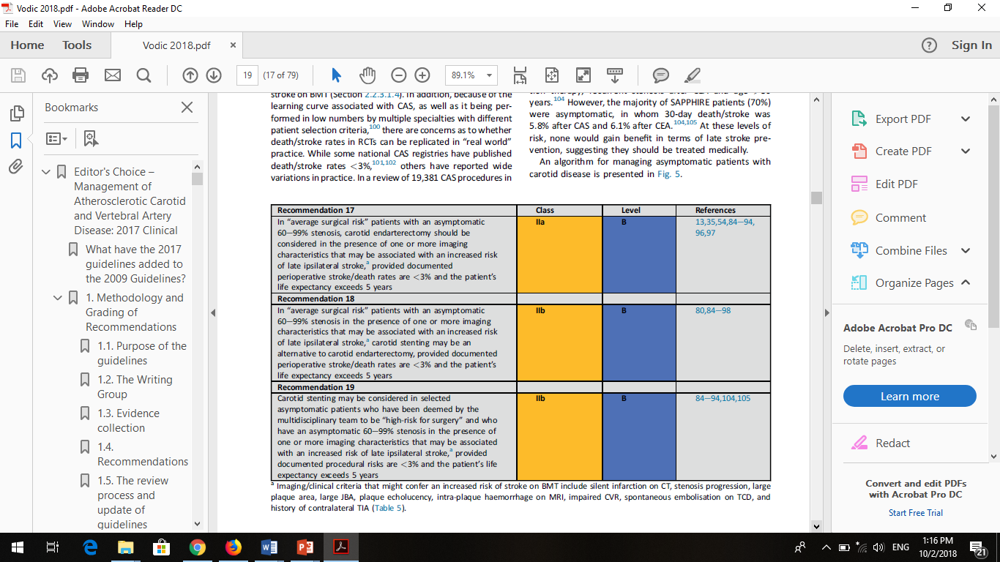 Vodic 2018.pdf - Adobe Acrobat Reader DC
File Edit View Window Help
Home Tools Vodic 2018.pdf × Sign In
19 (17 of 79) 89.1%
Bookmarks
Editor's Choice –
Management of
Atherosclerotic Carotid
and Vertebral Artery
Disease: 2017 Clinical
What have the 2017
guidelines added to
the 2009 Guidelines?
1. Methodology and
Grading of
Recommendations
1.1. Purpose of the
guidelines
1.2. The Writing
Group
1.3. Evidence
collection
1.4.
Recommendations
1.5. The review
process and
update of
guidelines
stroke on BMT (Section 2.2.3.1.4). In addition, because of the
learning curve associated with CAS, as well as it being per-
formed in low numbers by multiple specialties with different
patient selection criteria,100 there are concerns as to whether
death/stroke rates in RCTs can be replicated in “real world”
practice. While some national CAS registries have published
death/stroke rates <3%,101,102 others have reported wide
variations in practice. In a review of 19,381 CAS procedures in
years.104 However, the majority of SAPPHIRE patients (70%)
were asymptomatic, in whom 30-day death/stroke was
5.8% after CAS and 6.1% after CEA.104,105 At these levels of
risk, none would gain benefit in terms of late stroke pre-
vention, suggesting they should be treated medically.
An algorithm for managing asymptomatic patients with
carotid disease is presented in Fig. 5.
Recommendation 17 Class Level References
In “average surgical risk” patients with an asymptomatic IIa B 13,35,54,84–94,
60–99% stenosis, carotid endarterectomy should be 96,97
considered in the presence of one or more imaging
characteristics that may be associated with an increased risk
of late ipsilateral stroke,a provided documented
perioperative stroke/death rates are <3% and the patient's
life expectancy exceeds 5 years
Recommendation 18
In “average surgical risk” patients with an asymptomatic IIb B 80,84–98
60–99% stenosis in the presence of one or more imaging
characteristics that may be associated with an increased risk
of late ipsilateral stroke,a carotid stenting may be an
alternative to carotid endarterectomy, provided documented
perioperative stroke/death rates are <3% and the patient's
life expectancy exceeds 5 years
Recommendation 19
Carotid stenting may be considered in selected IIb B 84–94,104,105
asymptomatic patients who have been deemed by the
multidisciplinary team to be “high-risk for surgery” and who
have an asymptomatic 60–99% stenosis in the presence of
one or more imaging characteristics that may be associated
with an increased risk of late ipsilateral stroke,a provided
documented procedural risks are <3% and the patient's life
expectancy exceeds 5 years
a Imaging/clinical criteria that might confer an increased risk of stroke on BMT include silent infarction on CT, stenosis progression, large
plaque area, large JBA, plaque echolucency, intra-plaque haemorrhage on MRI, impaired CVR, spontaneous embolisation on TCD, and
history of contralateral TIA (Table 5).
Export PDF
Create PDF
Edit PDF
Comment
Combine Files
Organize Pages
Adobe Acrobat Pro DC
Delete, insert, extract, or
rotate pages
Learn more
Redact
Convert and edit PDFs
with Acrobat Pro DC
Start Free Trial
ENG
1:16 PM
10/2/2018
21